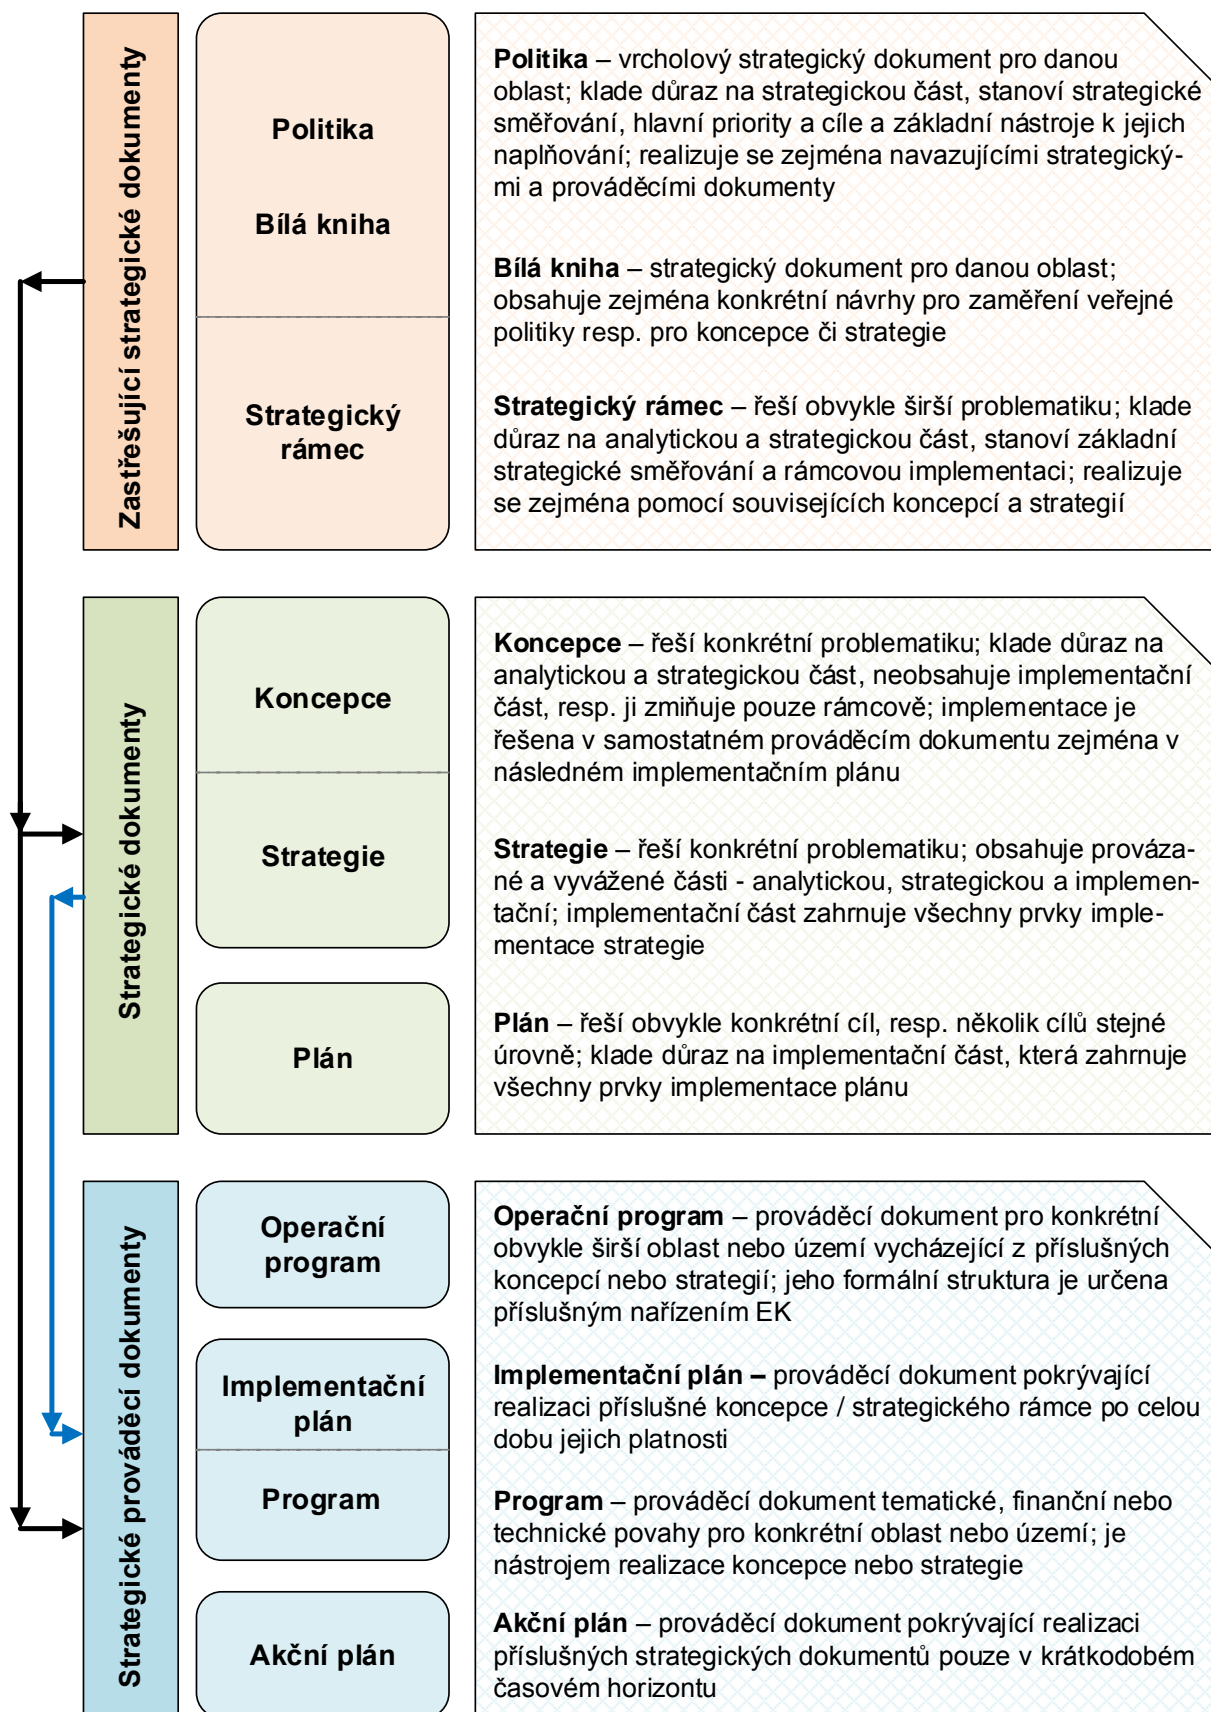 Zastřešující strategické dokumenty
Politika
Bílá kniha
Strategický
rámec
Politika – vrcholový strategický dokument pro danou
oblast; klade důraz na strategickou část, stanoví strategické
směřování, hlavní priority a cíle a základní nástroje k jejich
naplňování; realizuje se zejména navazujícími strategický-
mi a prováděcími dokumenty
Bílá kniha – strategický dokument pro danou oblast;
obsahuje zejména konkrétní návrhy pro zaměření veřejné
politiky resp. pro koncepce či strategie
Strategický rámec – řeší obvykle širší problematiku; klade
důraz na analytickou a strategickou část, stanoví základní
strategické směřování a rámcovou implementaci; realizuje
se zejména pomocí souvisejících koncepcí a strategií
Strategické dokumenty
Koncepce
Strategie
Plán
Koncepce – řeší konkrétní problematiku; klade důraz na
analytickou a strategickou část, neobsahuje implementační
část, resp. ji zmiňuje pouze rámcově; implementace je
řešena v samostatném prováděcím dokumentu zejména v
následném implementačním plánu
Strategie – řeší konkrétní problematiku; obsahuje prováza-
né a vyvážené části - analytickou, strategickou a implemen-
tační; implementační část zahrnuje všechny prvky imple-
mentace strategie
Plán – řeší obvykle konkrétní cíl, resp. několik cílů stejné
úrovně; klade důraz na implementační část, která zahrnuje
všechny prvky implementace plánu
Strategické prováděcí dokumenty
Operační
program
Implementační
plán
Program
Akční plán
Operační program – prováděcí dokument pro konkrétní
obvykle širší oblast nebo území vycházející z příslušných
koncepcí nebo strategií; jeho formální struktura je určena
příslušným nařízením EK
Implementační plán – prováděcí dokument pokrývající
realizaci příslušné koncepce / strategického rámce po celou
dobu jejich platnosti
Program – prováděcí dokument tematické, finanční nebo
technické povahy pro konkrétní oblast nebo území; je
nástrojem realizace koncepce nebo strategie
Akční plán – prováděcí dokument pokrývající realizaci
příslušných strategických dokumentů pouze v krátkodobém
časovém horizontu